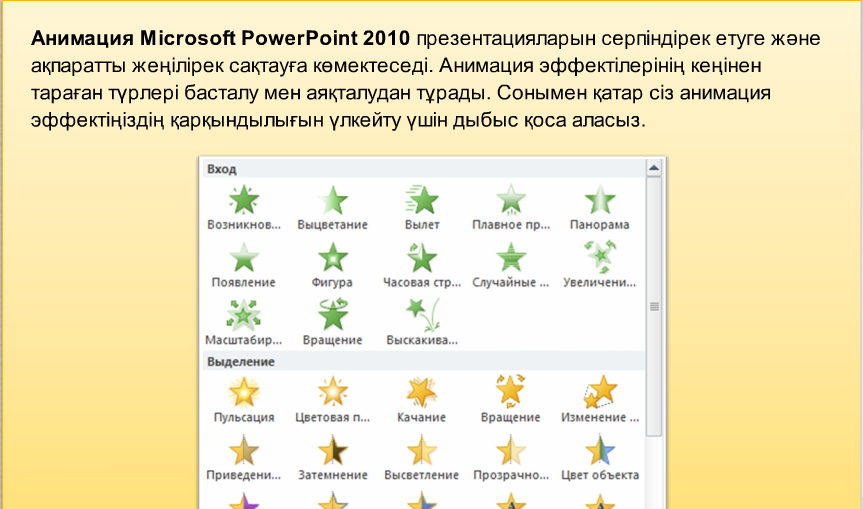 Анимация Microsoft PowerPoint 2010 презентацияларын серпіндірек етуге және
ақпаратты жеңілірек сақтауға көмектеседі. Анимация эффектілерінің кеңінен
тараған түрлері басталу мен аяқталудан тұрады. Сонымен қатар сіз анимация
эффектіңіздің қарқындылығын үлкейту үшін дыбыс қоса аласыз.
Вход
Возникнов... Выцветание Вылет Плавное пр... Панорама
Появление Фигура Часовая стр... Случайные ... Увеличени...
Масштабир... Вращение Выскакива...
Выделение
Пульсация Цветовая п... Качание Вращение Изменение ...
Приведени... Затемнение Высветление Прозрачно... Цвет объекта